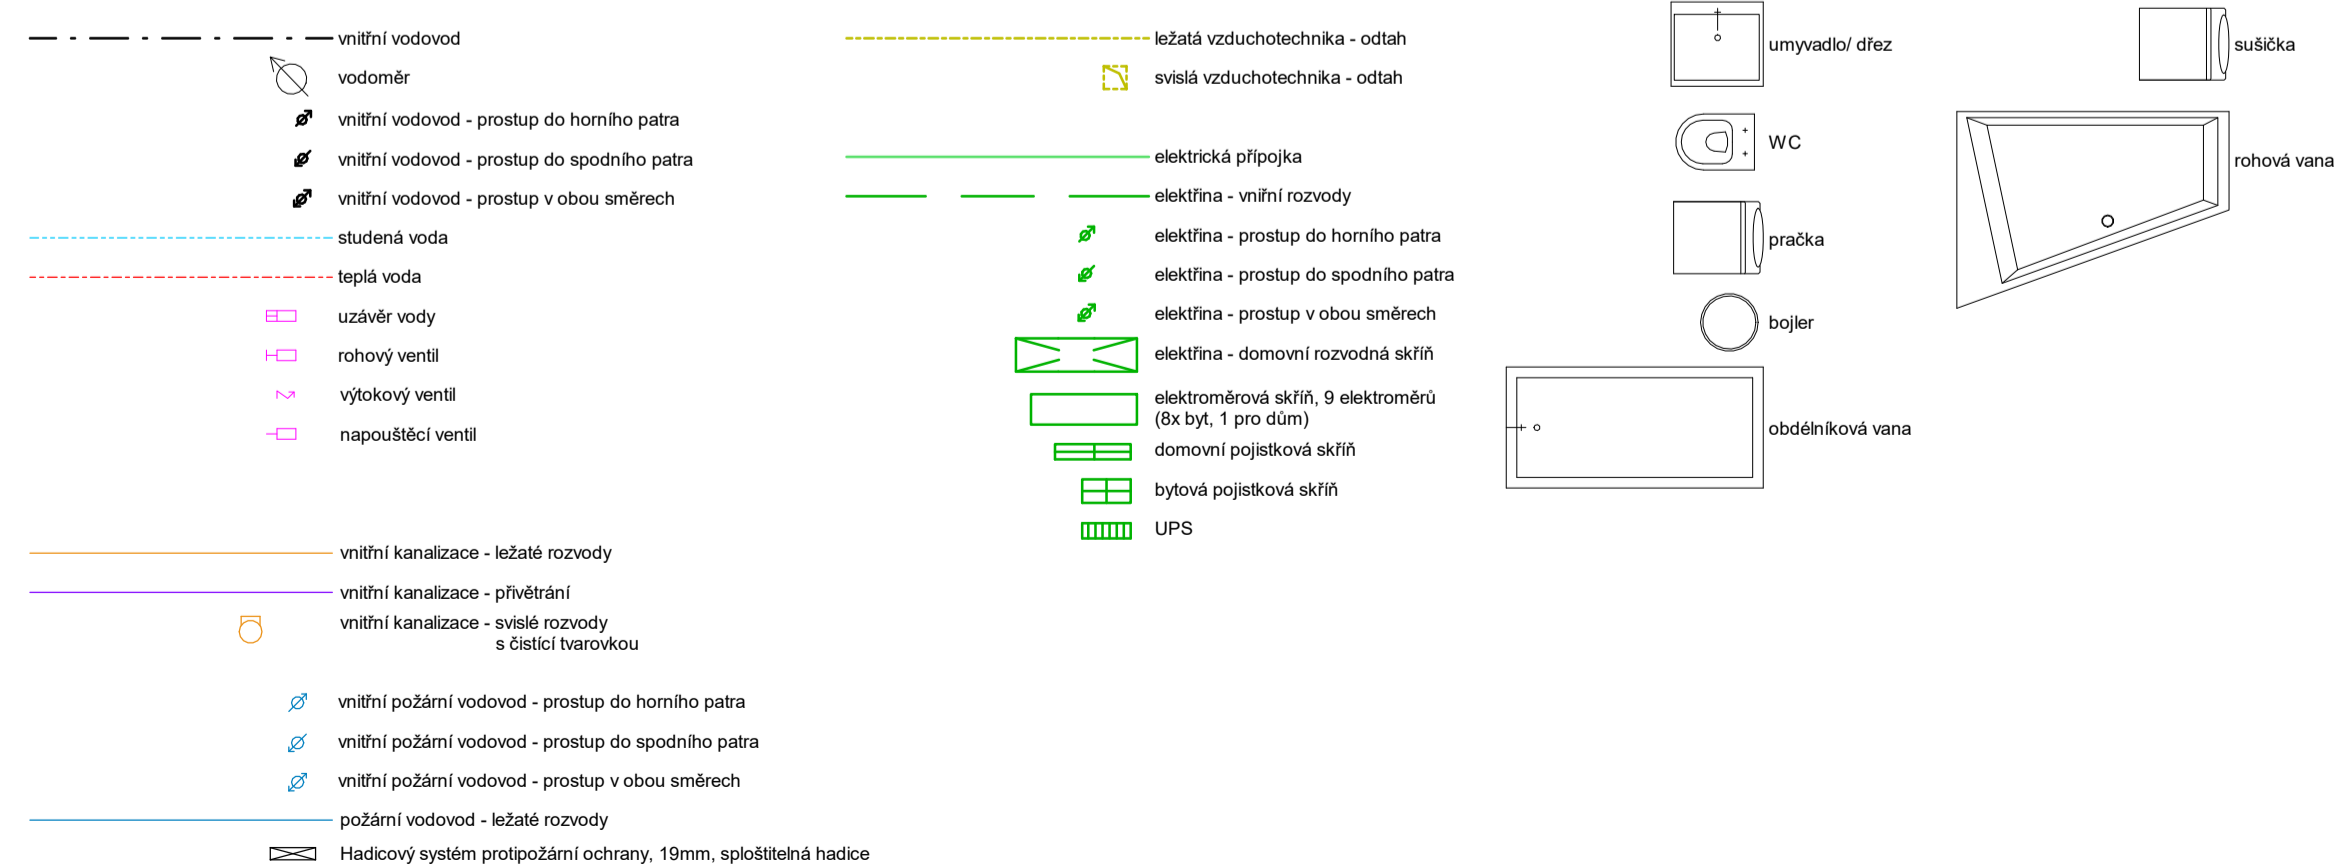 vnitřní vodovod
vodoměr
vnitřní vodovod - prostup do horního patra
vnitřní vodovod - prostup do spodního patra
vnitřní vodovod - prostup v obou směrech
studená voda
teplá voda
uzávěr vody
rohový ventil
výtokový ventil
napouštěcí ventil
vnitřní kanalizace - ležaté rozvody
vnitřní kanalizace - přivětrání
vnitřní kanalizace - svislé rozvody
s čistící tvarovkou
vnitřní požární vodovod - prostup do horního patra
vnitřní požární vodovod - prostup do spodního patra
vnitřní požární vodovod - prostup v obou směrech
požární vodovod - ležaté rozvody
Hadicový systém protipožární ochrany, 19mm, sploštitelná hadice
ležatá vzduchotechnika - odtah
svislá vzduchotechnika - odtah
elektrická přípojka
elektřina - vniřní rozvody
elektřina - prostup do horního patra
elektřina - prostup do spodního patra
elektřina - prostup v obou směrech
elektřina - domovní rozvodná skříň
elektroměrová skříň, 9 elektroměrů
(8x byt, 1 pro dům)
domovní pojistková skříň
bytová pojistková skříň
UPS
umyvadlo/ dřez
WC
pračka
bojler
obdélníková vana
sušička
rohová vana